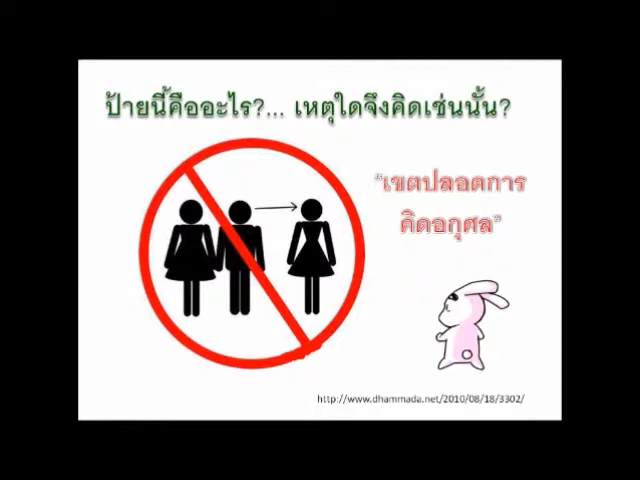 ป้ายนี้คืออะไร?... เหตุใดจึงคิดเช่นนั้น?
"เขตปลอดการ
คิดอกุศล"
http://www.dhammada.net/2010/08/18/3302/